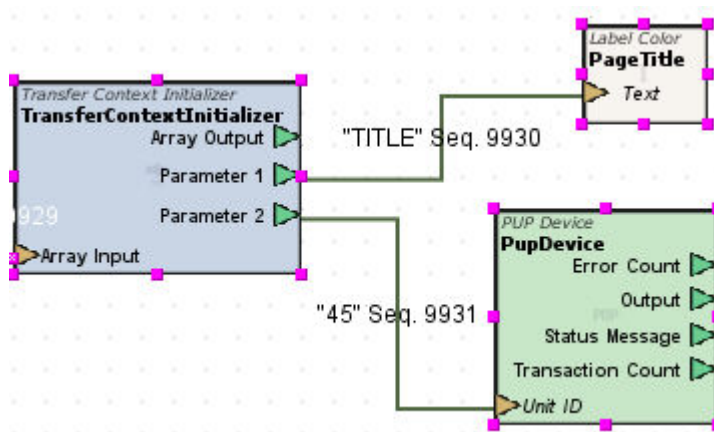 Label Color
PageTitle
Text
Transfer Context Initializer
TransferContextInitializer
Array Output
"TITLE" Seq. 9930
Parameter 1
Parameter 2
9929
Array Input
PUP Device
PupDevice
Error Count
Output
"45" Seq. 9931
Status Message
Transaction Count
Unit ID